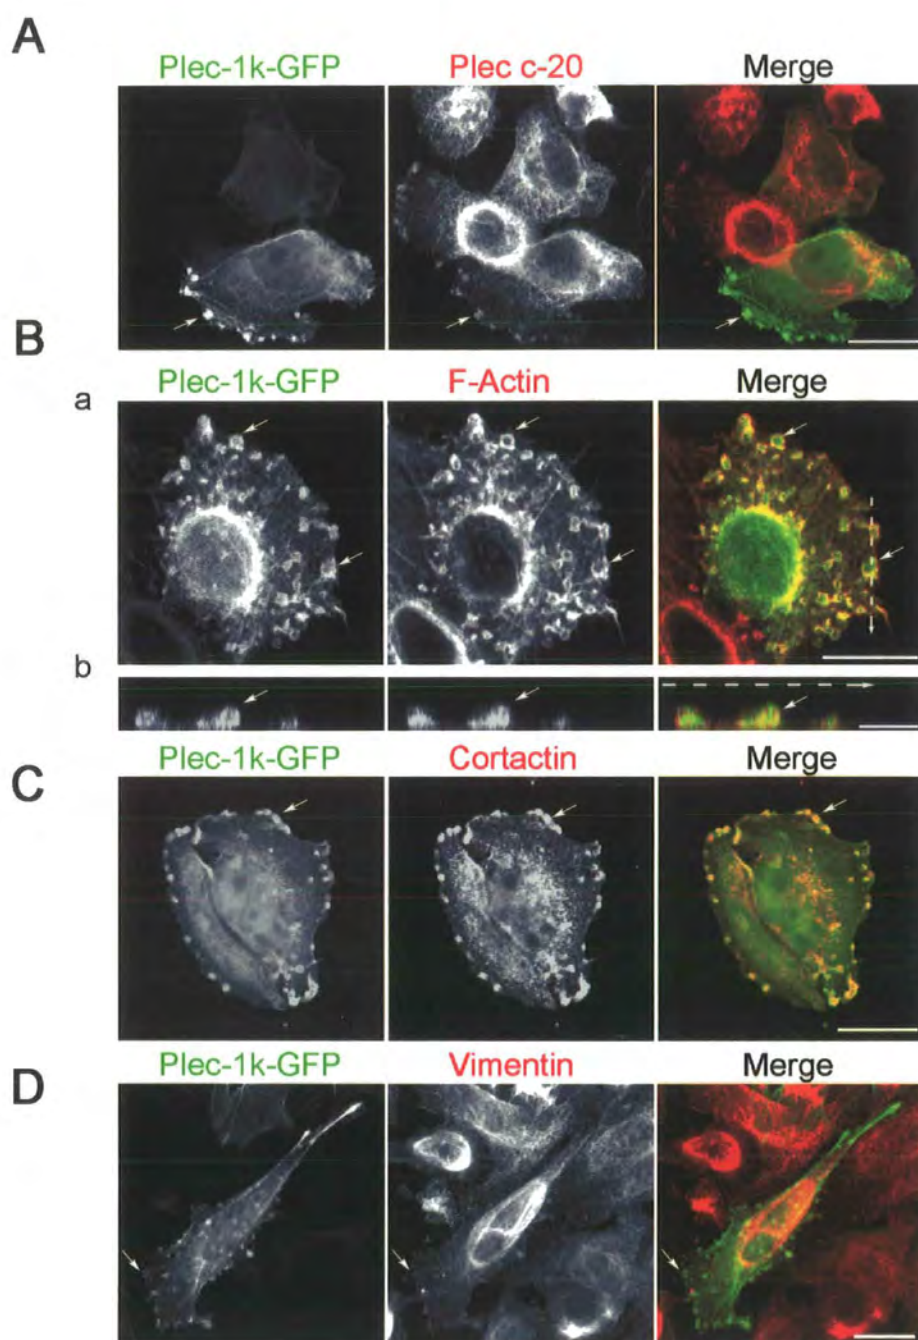 A
Plec-1k-GFP Plec c-20 Merge
B
Plec-1k-GFP F-Actin Merge
a
b
C
Plec-1k-GFP Cortactin Merge
D
Plec-1k-GFP Vimentin Merge